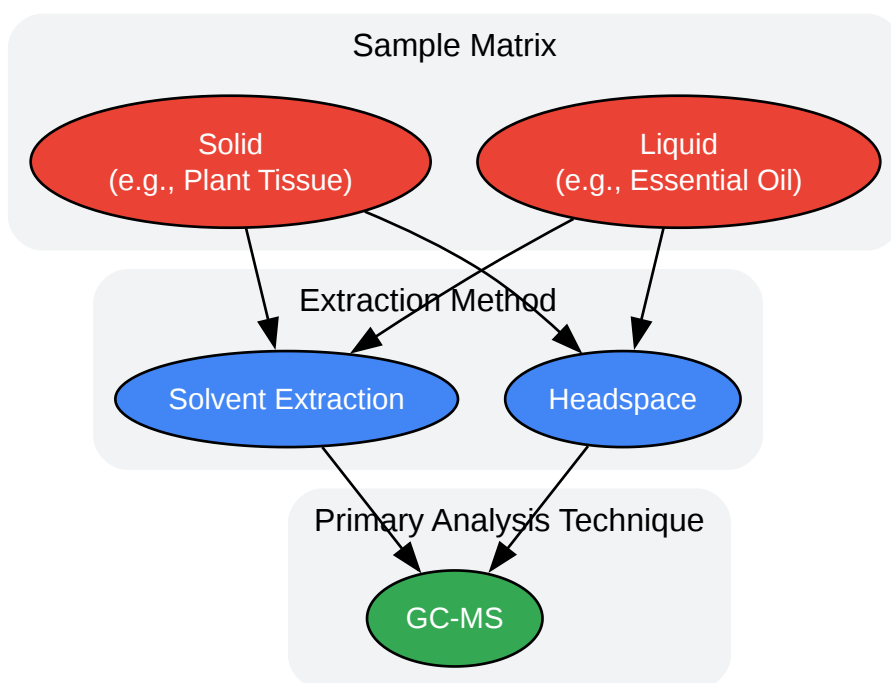 Sample Matrix
Solid
(e.g., Plant Tissue)
Liquid
(e.g., Essential Oil)
Extraction Method
Solvent Extraction
Headspace
Primary Analysis Technique
GC-MS